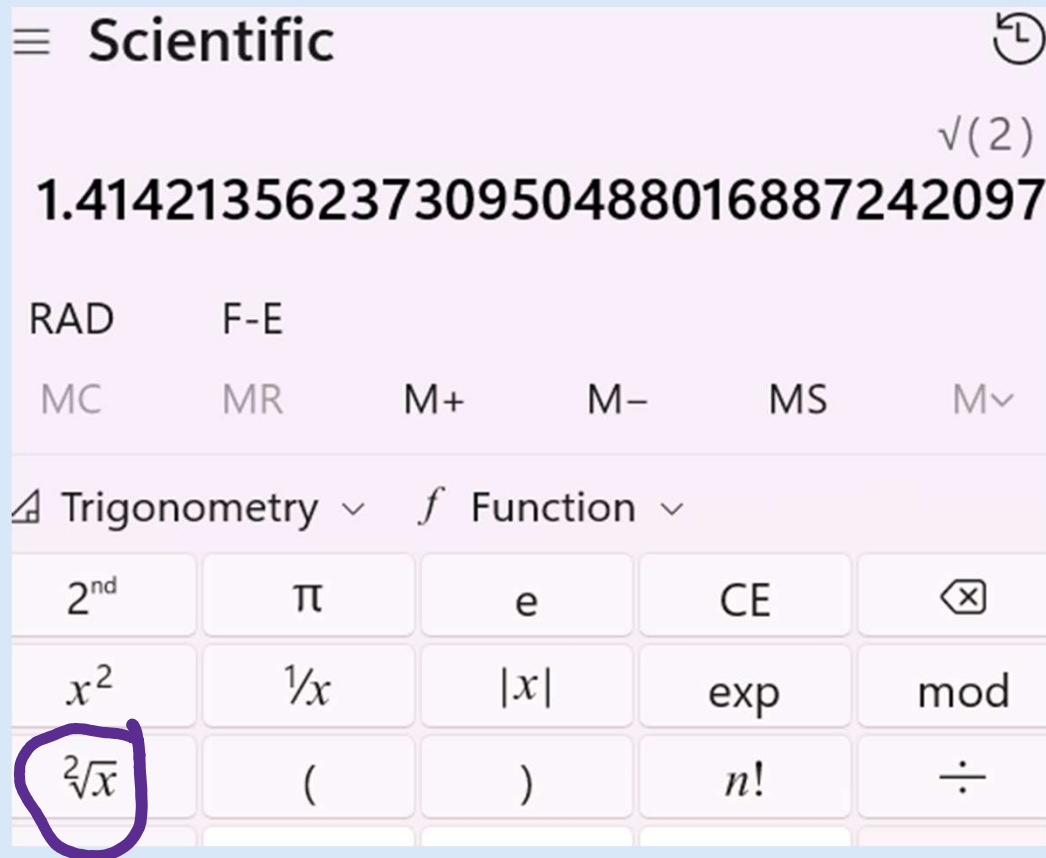 Scientific
√(2)
1.4142135623730950488016887242097
RAD F-E
MC MR M+ M− MS M
Trigonometry f Function
2ⁿᵈ π e CE
x² ¹/x |x| exp mod
²√x ( ) n! ÷